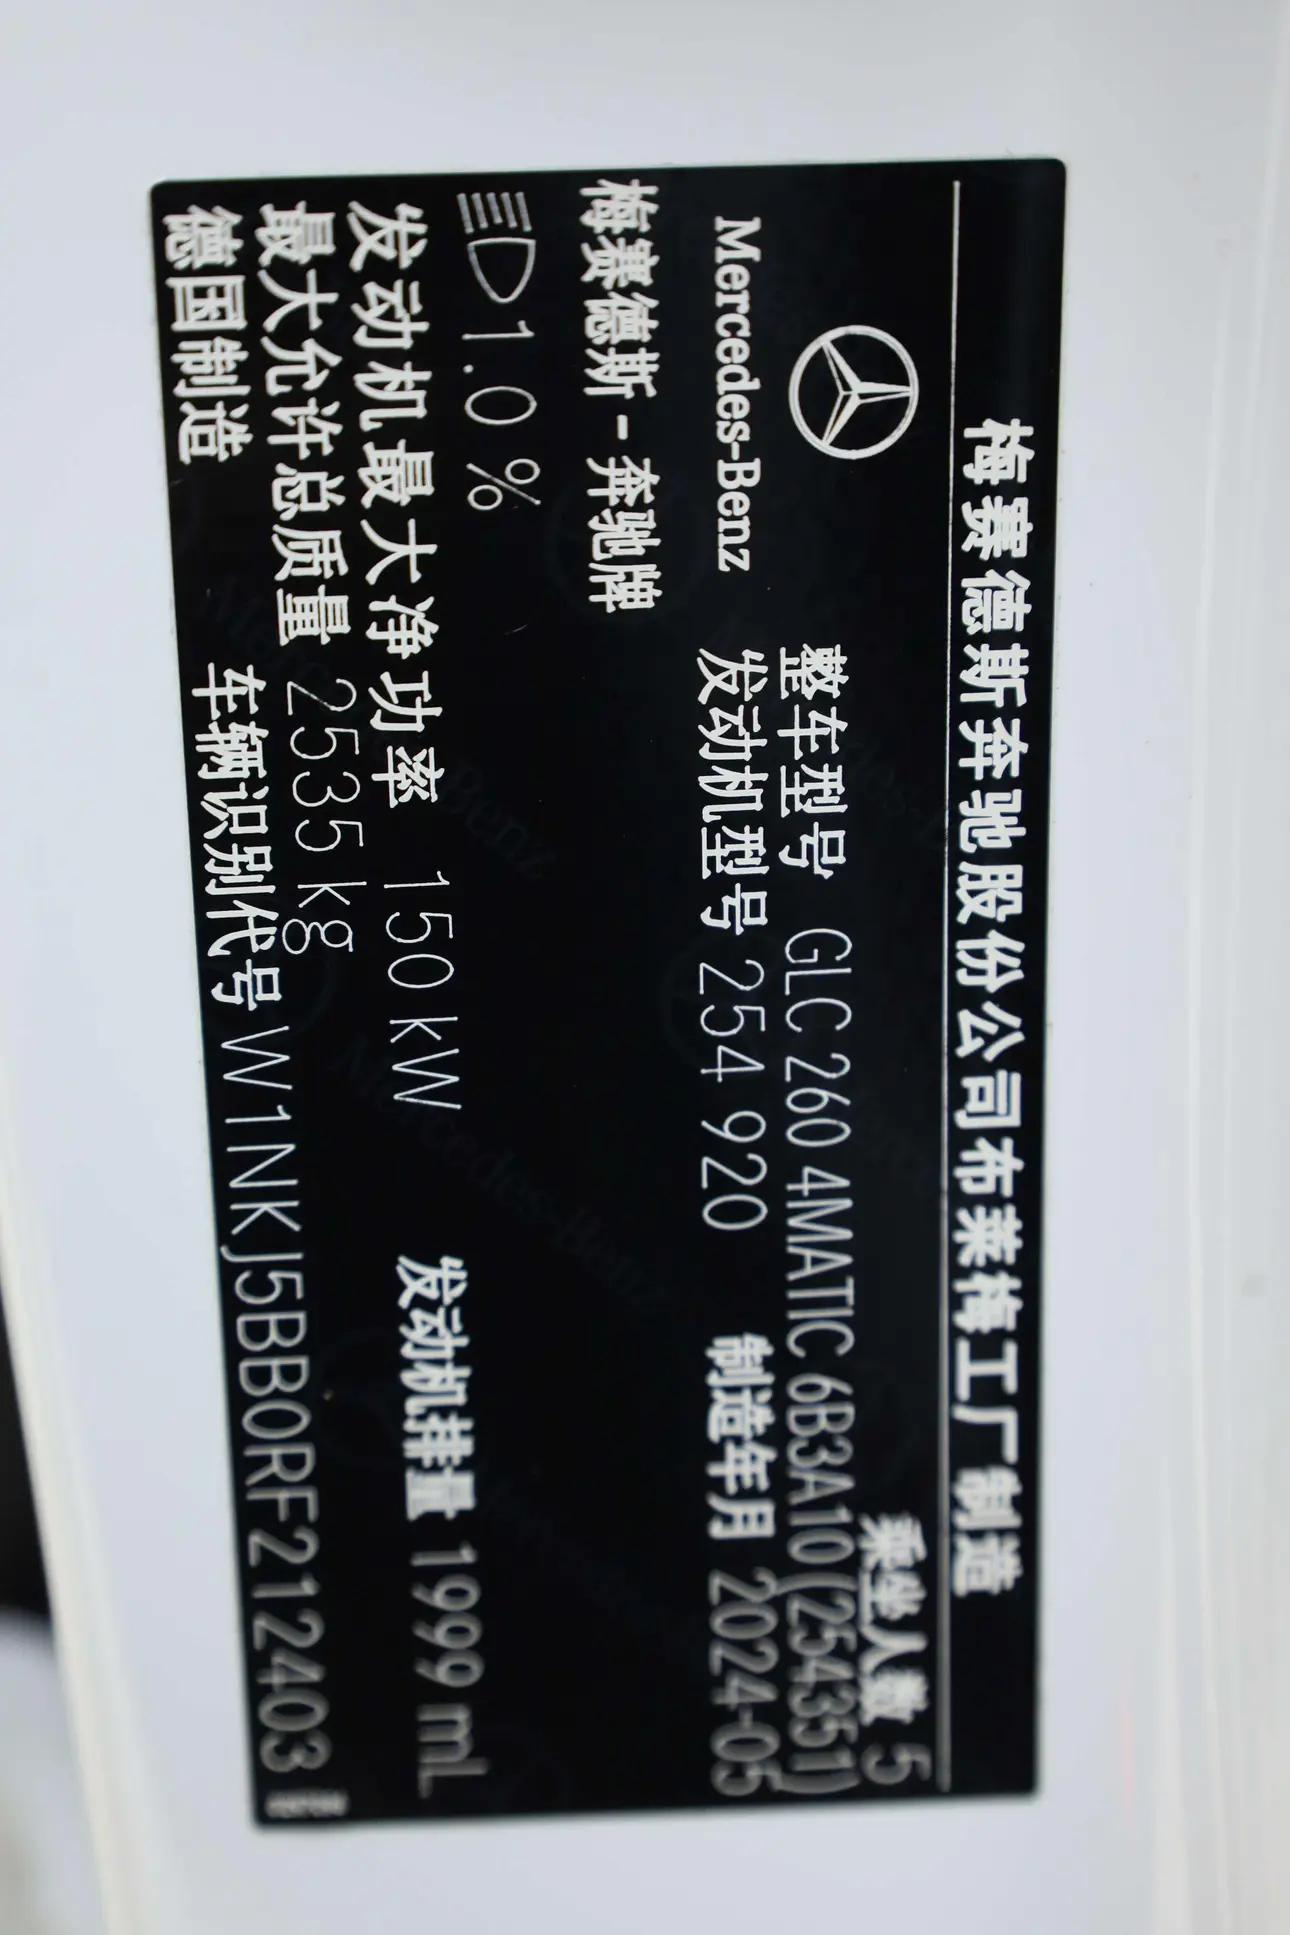 梅赛德斯奔驰股份公司布莱梅工厂制造
乘坐人数 5
整车型号 GLC 260 4MATIC 6B3A10(254351)
Mercedes-Benz
发动机型号 254 920
制造年月 2024-05
梅赛德斯-奔驰牌
1.0 %
发动机最大净功率 150 kW
发动机排量 1999 mL
最大允许总质量 2535 kg
德国制造
车辆识别代号 W1NKJ5BB0RF212403